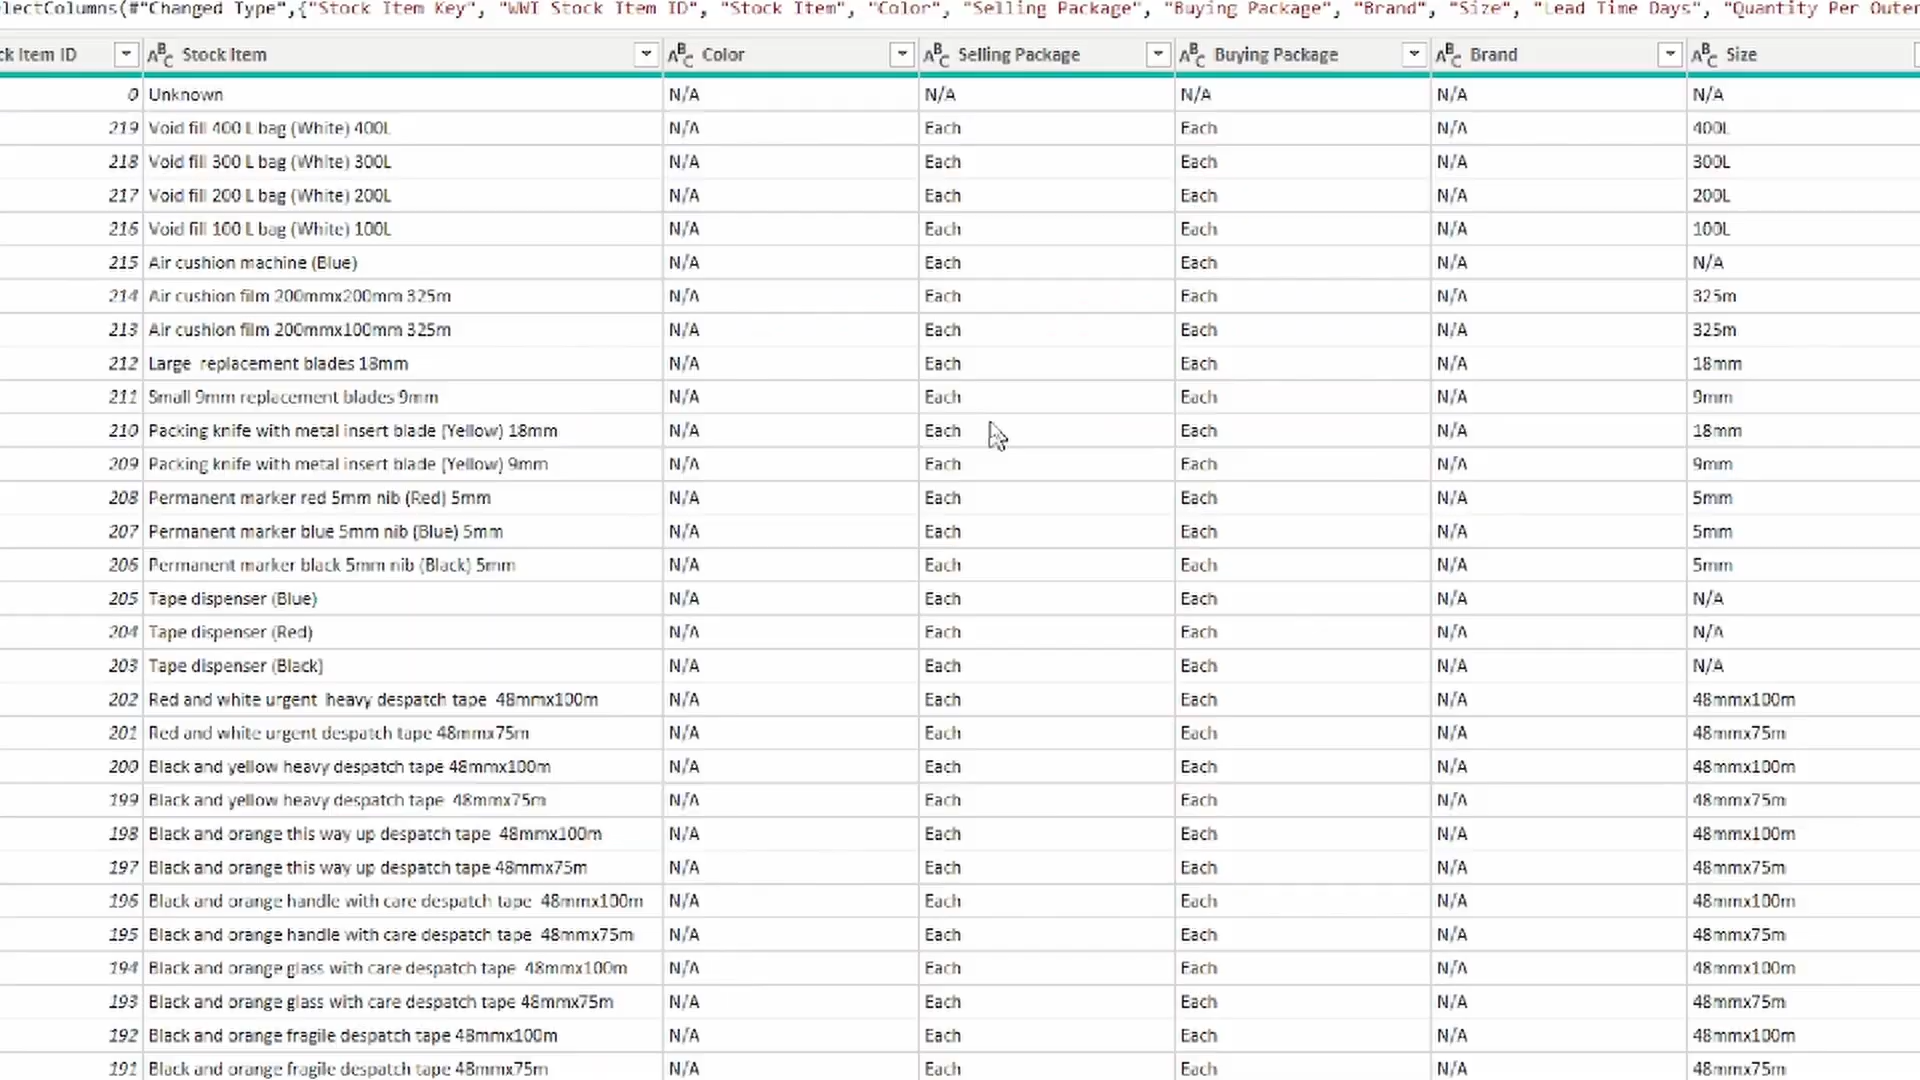 electColumns(#"Changed Type",{"Stock Item Key", "WWI Stock Item ID", "Stock Item", "Color", "Selling Package", "Buying Package", "Brand", "Size", "Lead Time Days", "Quantity Per Outer
ck Item ID ABC Stock Item ABC Color ABC Selling Package ABC Buying Package ABC Brand ABC Size
0 Unknown N/A N/A N/A N/A N/A
219 Void fill 400 L bag (White) 400L N/A Each Each N/A 400L
218 Void fill 300 L bag (White) 300L N/A Each Each N/A 300L
217 Void fill 200 L bag (White) 200L N/A Each Each N/A 200L
216 Void fill 100 L bag (White) 100L N/A Each Each N/A 100L
215 Air cushion machine (Blue) N/A Each Each N/A N/A
214 Air cushion film 200mmx200mm 325m N/A Each Each N/A 325m
213 Air cushion film 200mmx100mm 325m N/A Each Each N/A 325m
212 Large  replacement blades 18mm N/A Each Each N/A 18mm
211 Small 9mm replacement blades 9mm N/A Each Each N/A 9mm
210 Packing knife with metal insert blade (Yellow) 18mm N/A Each Each N/A 18mm
209 Packing knife with metal insert blade (Yellow) 9mm N/A Each Each N/A 9mm
208 Permanent marker red 5mm nib (Red) 5mm N/A Each Each N/A 5mm
207 Permanent marker blue 5mm nib (Blue) 5mm N/A Each Each N/A 5mm
206 Permanent marker black 5mm nib (Black) 5mm N/A Each Each N/A 5mm
205 Tape dispenser (Blue) N/A Each Each N/A N/A
204 Tape dispenser (Red) N/A Each Each N/A N/A
203 Tape dispenser (Black) N/A Each Each N/A N/A
202 Red and white urgent  heavy despatch tape  48mmx100m N/A Each Each N/A 48mmx100m
201 Red and white urgent despatch tape 48mmx75m N/A Each Each N/A 48mmx75m
200 Black and yellow heavy despatch tape 48mmx100m N/A Each Each N/A 48mmx100m
199 Black and yellow heavy despatch tape  48mmx75m N/A Each Each N/A 48mmx75m
198 Black and orange this way up despatch tape  48mmx100m N/A Each Each N/A 48mmx100m
197 Black and orange this way up despatch tape 48mmx75m N/A Each Each N/A 48mmx75m
196 Black and orange handle with care despatch tape  48mmx100m N/A Each Each N/A 48mmx100m
195 Black and orange handle with care despatch tape  48mmx75m N/A Each Each N/A 48mmx75m
194 Black and orange glass with care despatch tape  48mmx100m N/A Each Each N/A 48mmx100m
193 Black and orange glass with care despatch tape 48mmx75m N/A Each Each N/A 48mmx75m
192 Black and orange fragile despatch tape 48mmx100m N/A Each Each N/A 48mmx100m
191 Black and orange fragile despatch tape 48mmx75m N/A Each Each N/A 48mmx75m